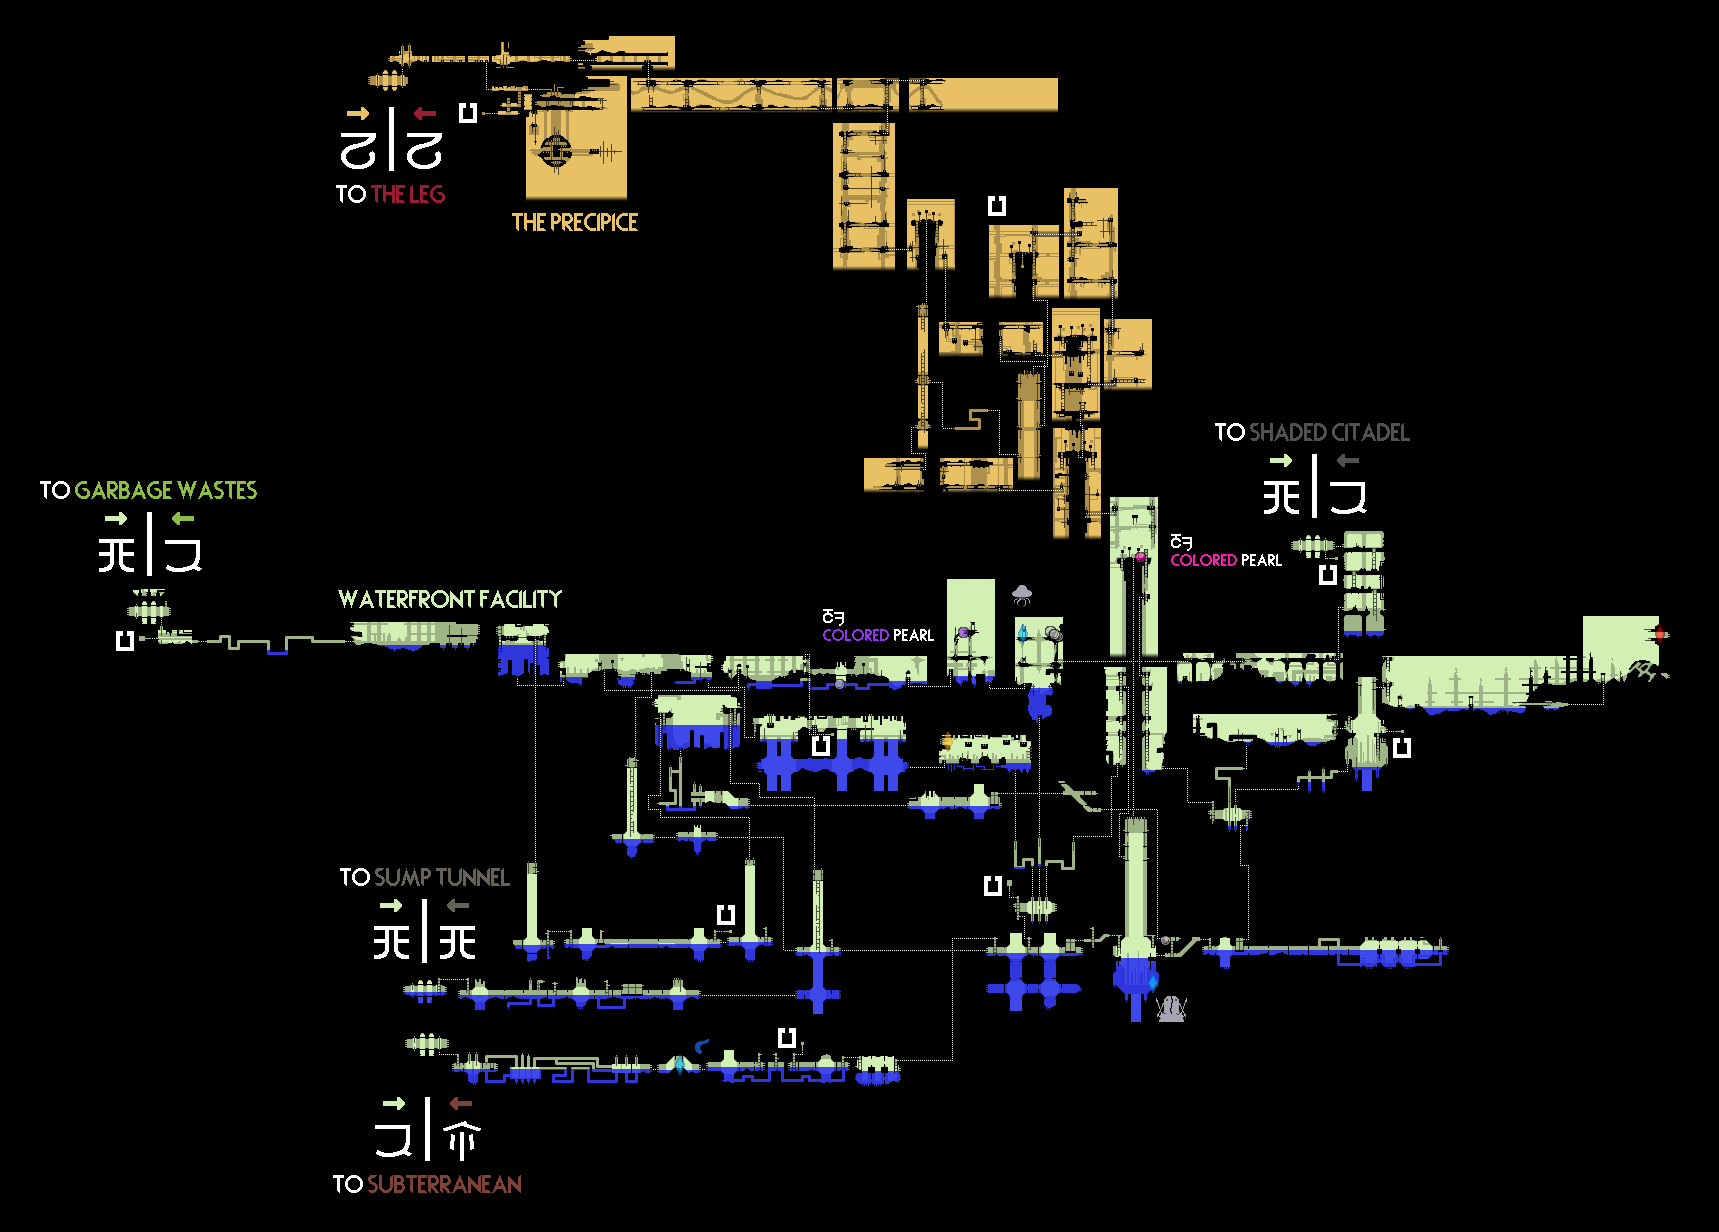 TO THE LEG
THE PRECIPICE
TO SHADED CITADEL
TO GARBAGE WASTES
COLORED PEARL
WATERFRONT FACILITY
COLORED PEARL
TO SUMP TUNNEL
TO SUBTERRANEAN